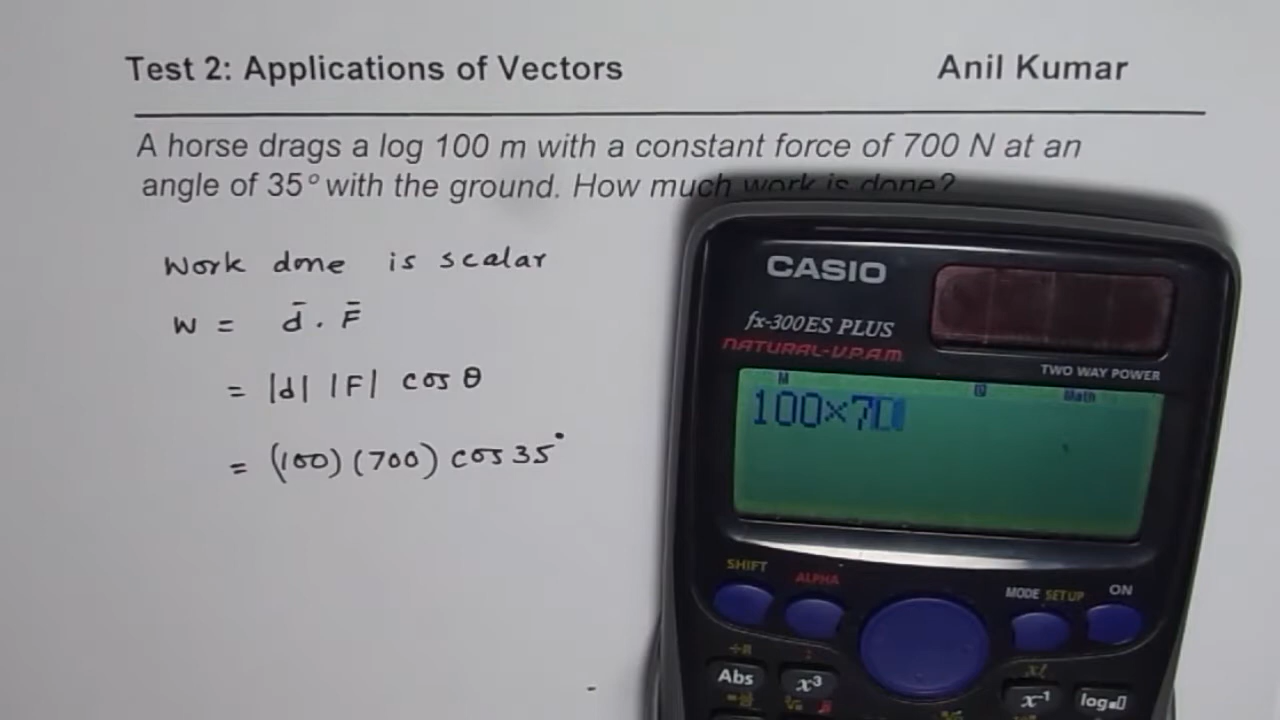 Test 2: Applications of Vectors Anil Kumar
A horse drags a log 100 m with a constant force of 700 N at an
angle of 35° with the ground. How much work is done?
Work done is scalar
W = d̄ . F̄
= |d| |F| cos θ
= (100) (700) cos 35°
CASIO
fx-300ES PLUS
NATURAL-V.P.A.M.
TWO WAY POWER
M D Math
100×70
SHIFT ALPHA MODE SETUP ON
Abs x³ x⁻¹ log
x!